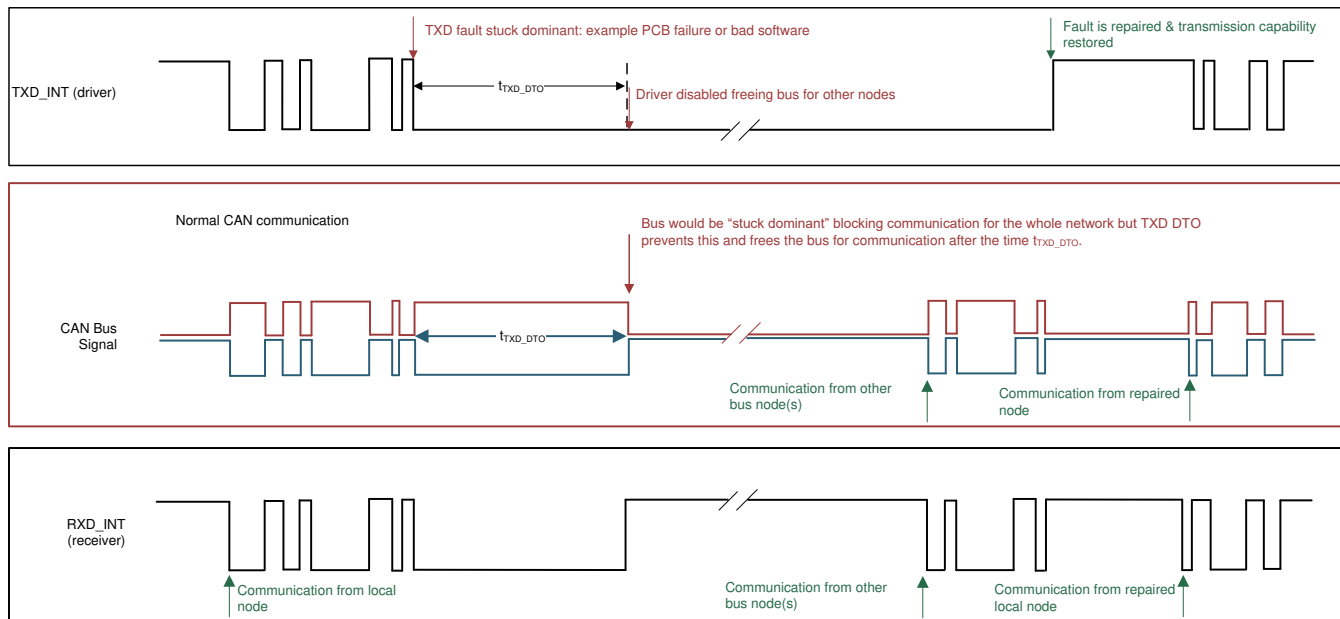 TXD fault stuck dominant: example PCB failure or bad software
Fault is repaired & transmission capability
restored
TXD_INT (driver)
tTXD_DTO
Driver disabled freeing bus for other nodes
Normal CAN communication
Bus would be “stuck dominant” blocking communication for the whole network but TXD DTO
prevents this and frees the bus for communication after the time tTXD_DTO.
CAN Bus
Signal
tTXD_DTO
Communication from other
bus node(s)
Communication from repaired
node
RXD_INT
(receiver)
Communication from local
node
Communication from other
bus node(s)
Communication from repaired
local node